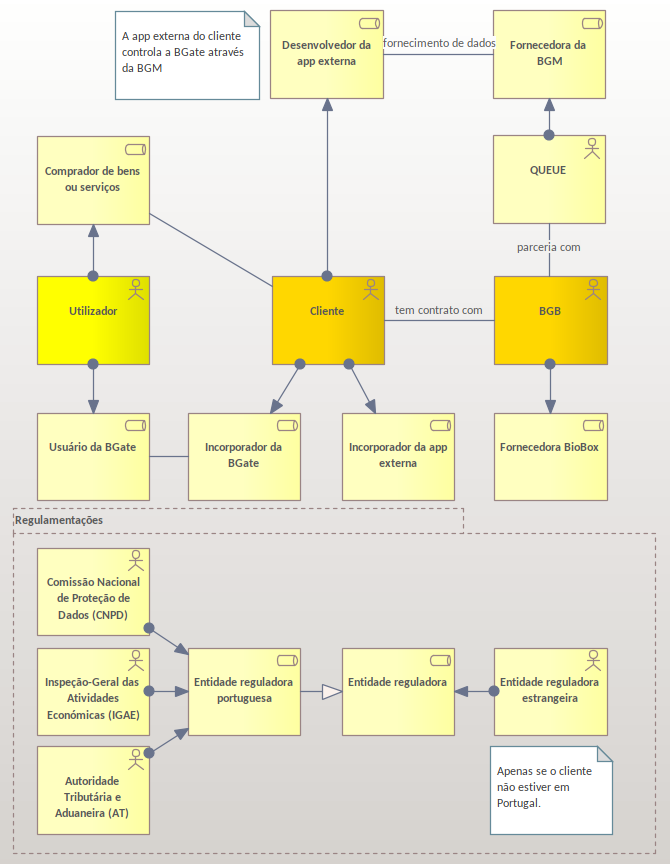 A app externa do cliente
controla a BGate através
da BGM
Desenvolvedor da
app externa
fornecimento de dados
Fornecedora da
BGM
Comprador de bens
ou serviços
QUEUE
parceria com
Utilizador
Cliente
tem contrato com
BGB
Usuário da BGate
Incorporador da
BGate
Incorporador da app
externa
Fornecedora BioBox
Regulamentações
Comissão Nacional
de Proteção de
Dados (CNPD)
Inspeção-Geral das
Atividades
Económicas (IGAE)
Entidade reguladora
portuguesa
Entidade reguladora
Entidade reguladora
estrangeira
Autoridade
Tributária e
Aduaneira (AT)
Apenas se o cliente
não estiver em
Portugal.